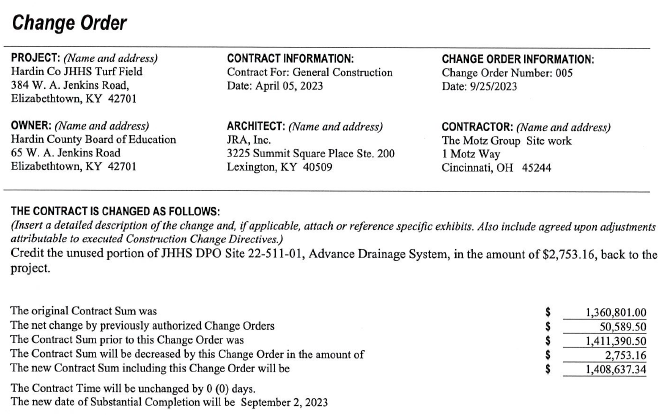 Change Order
PROJECT: (Name and address)
Hardin Co JHHS Turf Field
384 W. A. Jenkins Road,
Elizabethtown, KY 42701
CONTRACT INFORMATION:
Contract For: General Construction
Date: April 05, 2023
CHANGE ORDER INFORMATION:
Change Order Number: 005
Date: 9/25/2023
OWNER: (Name and address)
Hardin County Board of Education
65 W. A. Jenkins Road
Elizabethtown, KY 42701
ARCHITECT: (Name and address)
JRA, Inc.
3225 Summit Square Place Ste. 200
Lexington, KY 40509
CONTRACTOR: (Name and address)
The Motz Group Site work
1 Motz Way
Cincinnati, OH 45244
THE CONTRACT IS CHANGED AS FOLLOWS:
(Insert a detailed description of the change and, if applicable, attach or reference specific exhibits. Also include agreed upon adjustments
attributable to executed Construction Change Directives.)
Credit the unused portion of JHHS DPO Site 22-511-01, Advance Drainage System, in the amount of $2,753.16, back to the
project.
The original Contract Sum was $ 1,360,801.00
The net change by previously authorized Change Orders $ 50,589.50
The Contract Sum prior to this Change Order was $ 1,411,390.50
The Contract Sum will be decreased by this Change Order in the amount of $ 2,753.16
The new Contract Sum including this Change Order will be $ 1,408,637.34
The Contract Time will be unchanged by 0 (0) days.
The new date of Substantial Completion will be September 2, 2023